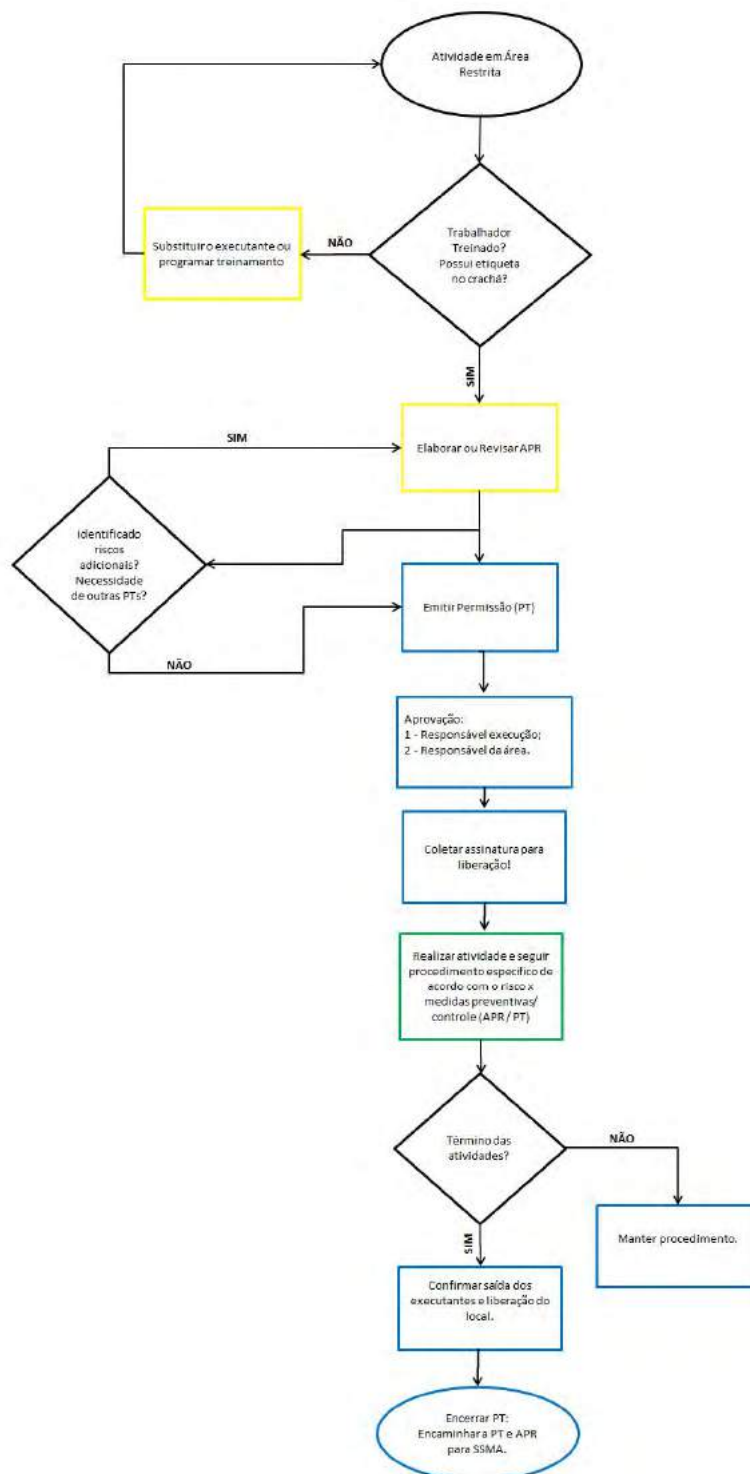 Atividade em Área
Restrita
Trabalhador
Treinado?
Possui etiqueta
no crachá?
NÃO
Substituir o executante ou
programar treinamento
SIM
Elaborar ou Revisar APR
SIM
Identificado
riscos
adicionais?
Necessidade
de outras PTs?
NÃO
Emitir Permissão (PT)
Aprovação:
1 - Responsável execução;
2 - Responsável da área.
Coletar assinatura para
liberação!
Realizar atividade e seguir
procedimento específico de
acordo com o risco x
medidas preventivas/
controle (APR / PT)
Término das
atividades?
NÃO
Manter procedimento.
SIM
Confirmar saída dos
executantes e liberação do
local.
Encerrar PT:
Encaminhar a PT e APR
para SSMA.